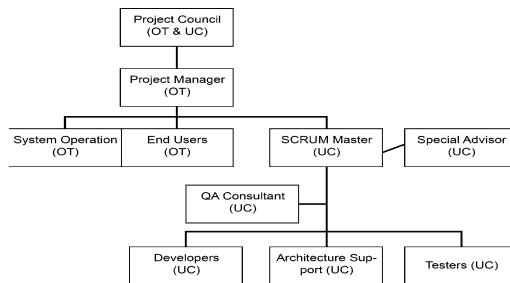 Project Council
(OT & UC)
Project Manager
(OT)
System Operation
(OT)
End Users
(OT)
SCRUM Master
(UC)
Special Advisor
(UC)
QA Consultant
(UC)
Developers
(UC)
Architecture Sup-
port (UC)
Testers (UC)